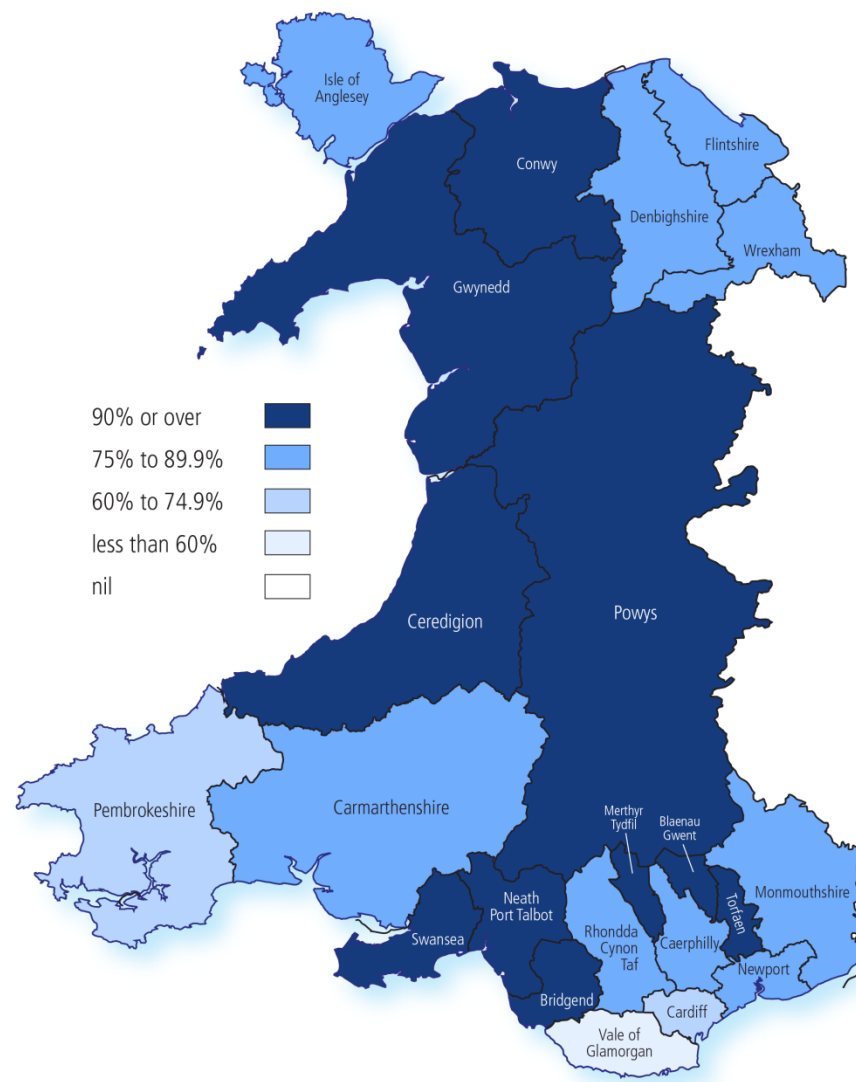 Isle of
Anglesey
Conwy
Flintshire
Denbighshire
Wrexham
Gwynedd
90% or over
75% to 89.9%
60% to 74.9%
less than 60%
nil
Ceredigion
Powys
Pembrokeshire
Carmarthenshire
Merthyr
Tydfil
Blaenau
Gwent
Monmouthshire
Neath
Port Talbot
Torfaen
Swansea
Rhondda
Cynon
Taf
Caerphilly
Newport
Bridgend
Cardiff
Vale of
Glamorgan